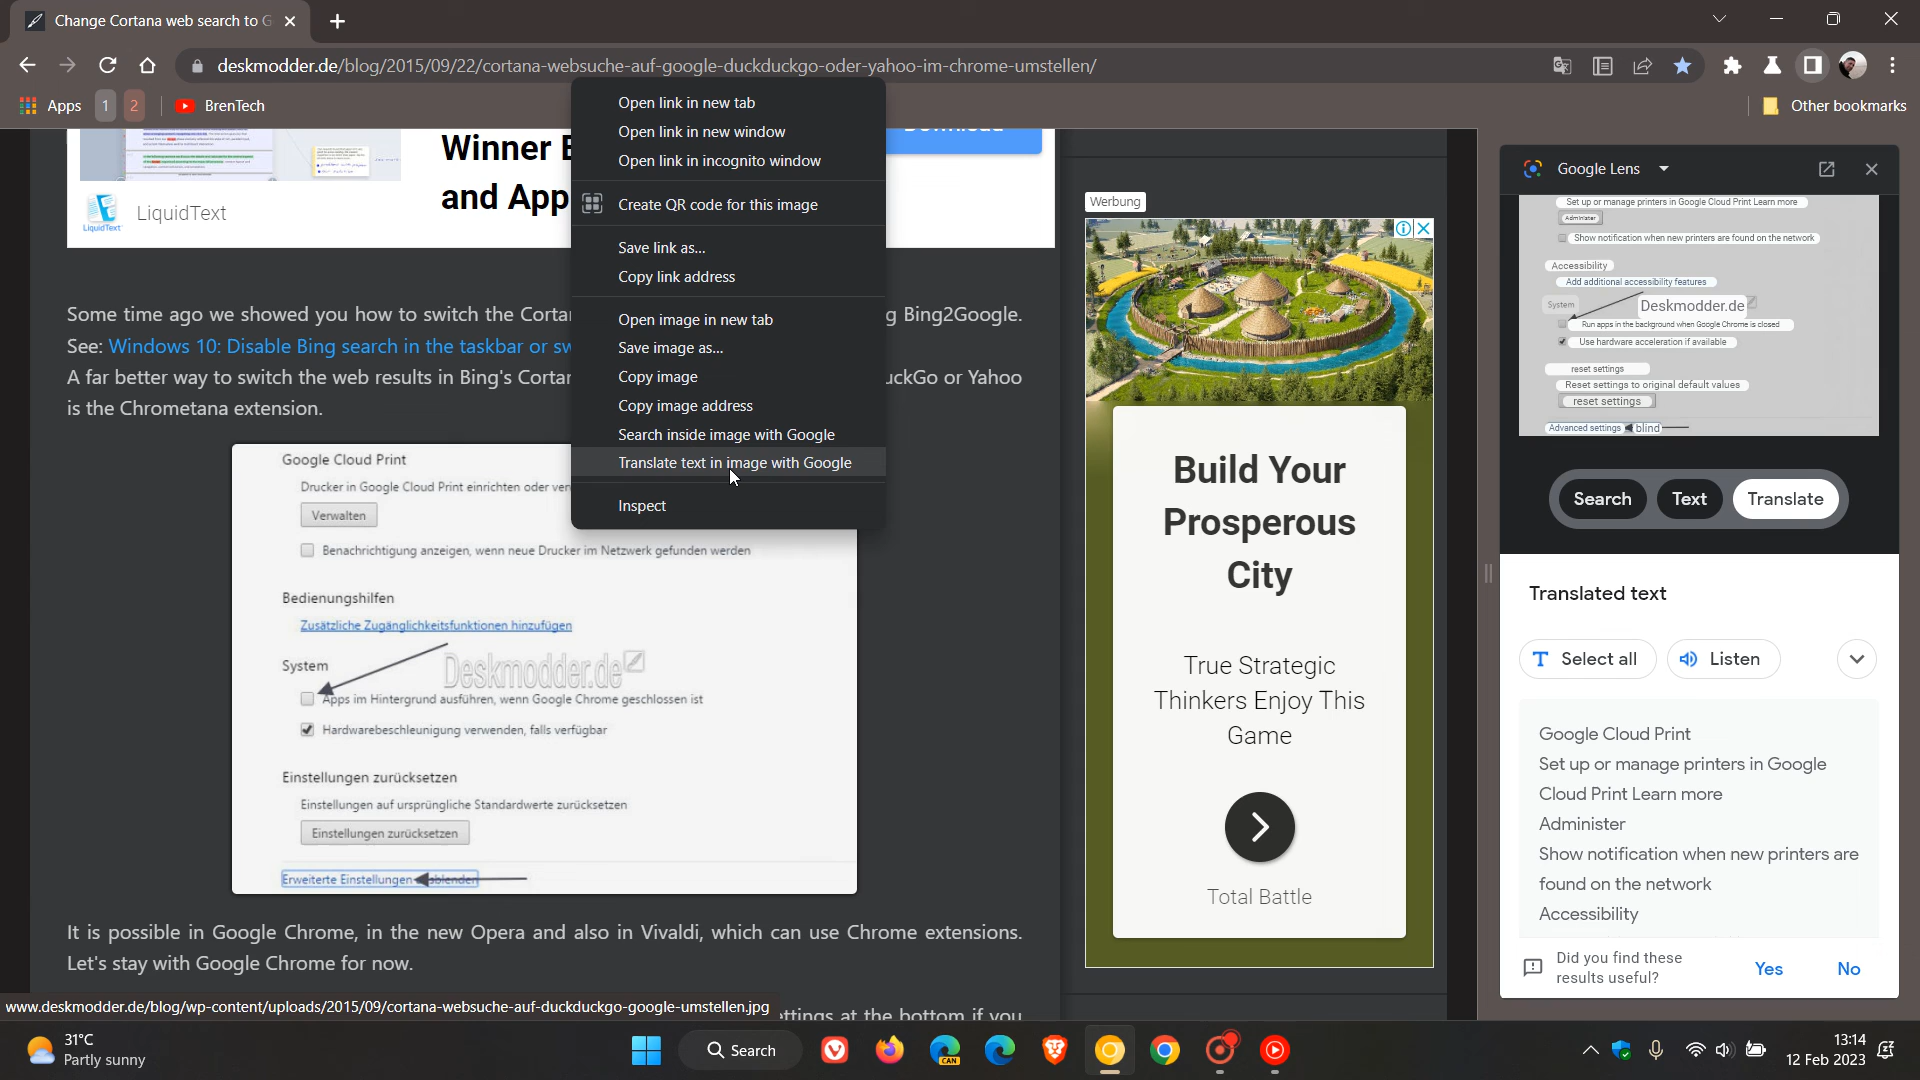 Change Cortana web search to G
deskmodder.de/blog/2015/09/22/cortana-websuche-auf-google-duckduckgo-oder-yahoo-im-chrome-umstellen/
Apps
1
2
BrenTech
Other bookmarks
Winner
and App
LiquidText
LiquidText
Download
Some time ago we showed you how to switch the Cortan
g Bing2Google.
See: Windows 10: Disable Bing search in the taskbar or sw
A far better way to switch the web results in Bing's Cortan
uckGo or Yahoo
is the Chrometana extension.
Open link in new tab
Open link in new window
Open link in incognito window
Create QR code for this image
Save link as...
Copy link address
Open image in new tab
Save image as...
Copy image
Copy image address
Search inside image with Google
Translate text in image with Google
Inspect
Google Cloud Print
Drucker in Google Cloud Print einrichten oder ver
Verwalten
Benachrichtigung anzeigen, wenn neue Drucker im Netzwerk gefunden werden
Bedienungshilfen
Zusätzliche Zugänglichkeitsfunktionen hinzufügen
System
Deskmodder.de
Apps im Hintergrund ausführen, wenn Google Chrome geschlossen ist
Hardwarebeschleunigung verwenden, falls verfügbar
Einstellungen zurücksetzen
Einstellungen auf ursprüngliche Standardwerte zurücksetzen
Einstellungen zurücksetzen
Erweiterte Einstellungen ausblenden
It is possible in Google Chrome, in the new Opera and also in Vivaldi, which can use Chrome extensions.
Let's stay with Google Chrome for now.
ettings at the bottom if you
www.deskmodder.de/blog/wp-content/uploads/2015/09/cortana-websuche-auf-duckduckgo-google-umstellen.jpg
Werbung
Build Your
Prosperous
City
True Strategic
Thinkers Enjoy This
Game
Total Battle
Google Lens
Set up or manage printers in Google Cloud Print Learn more
Administer
Show notification when new printers are found on the network
Accessibility
Add additional accessibility features
System
Deskmodder.de
Run apps in the background when Google Chrome is closed
Use hardware acceleration if available
reset settings
Reset settings to original default values
reset settings
Advanced settings
blind
Search
Text
Translate
Translated text
Select all
Listen
Google Cloud Print
Set up or manage printers in Google
Cloud Print Learn more
Administer
Show notification when new printers are
found on the network
Accessibility
Did you find these
results useful?
Yes
No
31°C
Partly sunny
Search
CAN
13:14
12 Feb 2023